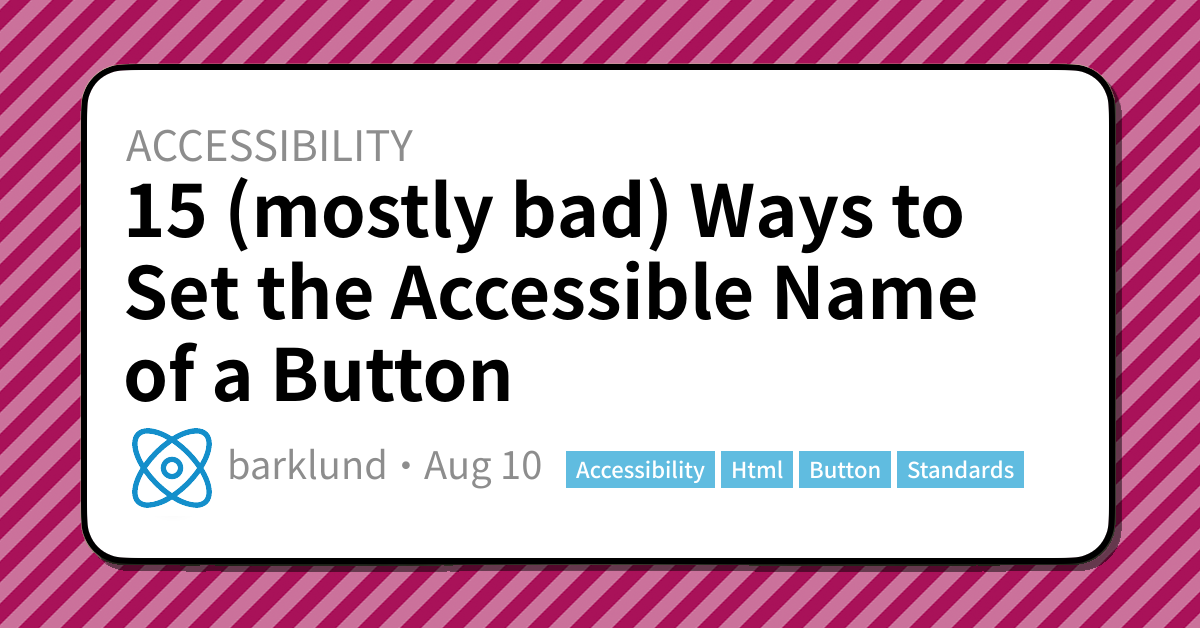 ACCESSIBILITY
15 (mostly bad) Ways to
Set the Accessible Name
of a Button
barklund • Aug 10 Accessibility Html Button Standards